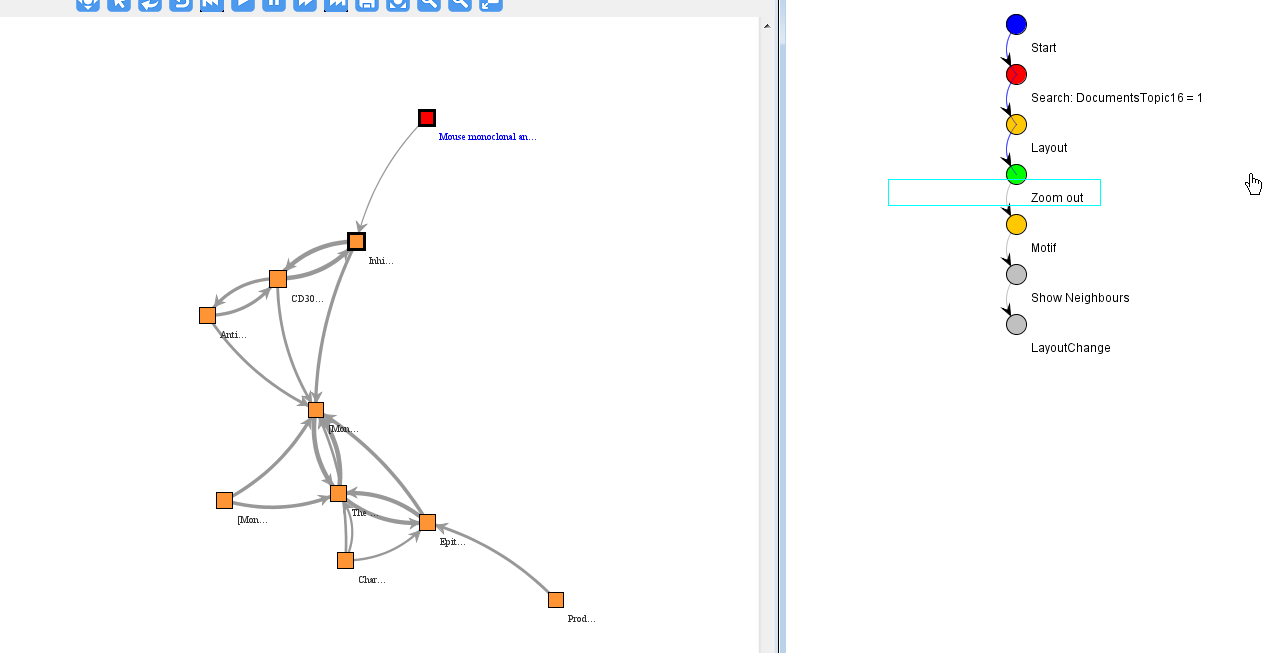 Mouse monoclonal an...
Inhi...
CD30...
Anti...
[Mon...
[Mon...
The ...
Epit...
Char...
Prod...
Start
Search: DocumentsTopic16 = 1
Layout
Zoom out
Motif
Show Neighbours
LayoutChange